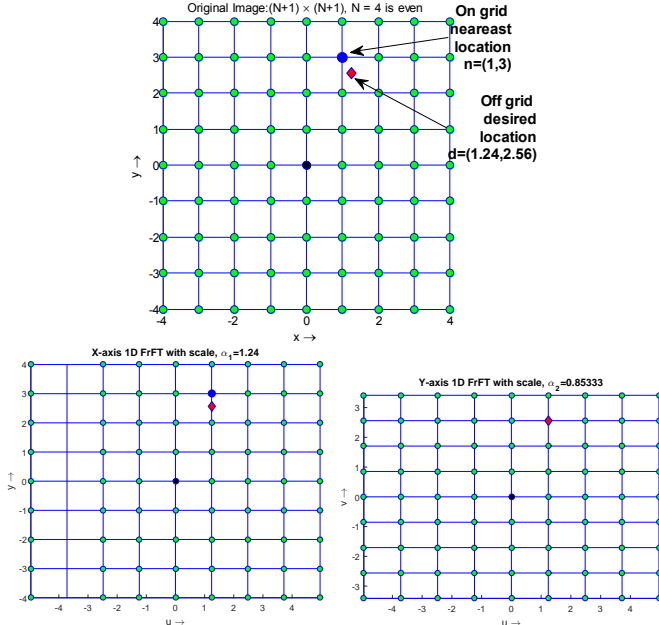 Original Image:(N+1) × (N+1), N = 4 is even
On grid
neareast
location
n=(1,3)
Off grid
desired
location
d=(1.24,2.56)
4
3
2
1
0
-1
-2
-3
-4
y →
-4
-2
0
2
4
x →
X-axis 1D FrFT with scale, α₁=1.24
4
3
2
1
0
-1
-2
-3
-4
y →
-4
-3
-2
-1
0
1
2
3
4
u →
Y-axis 1D FrFT with scale, α₂=0.85333
3
2
1
0
-1
-2
-3
v →
-4
-3
-2
-1
0
1
2
3
4
u →